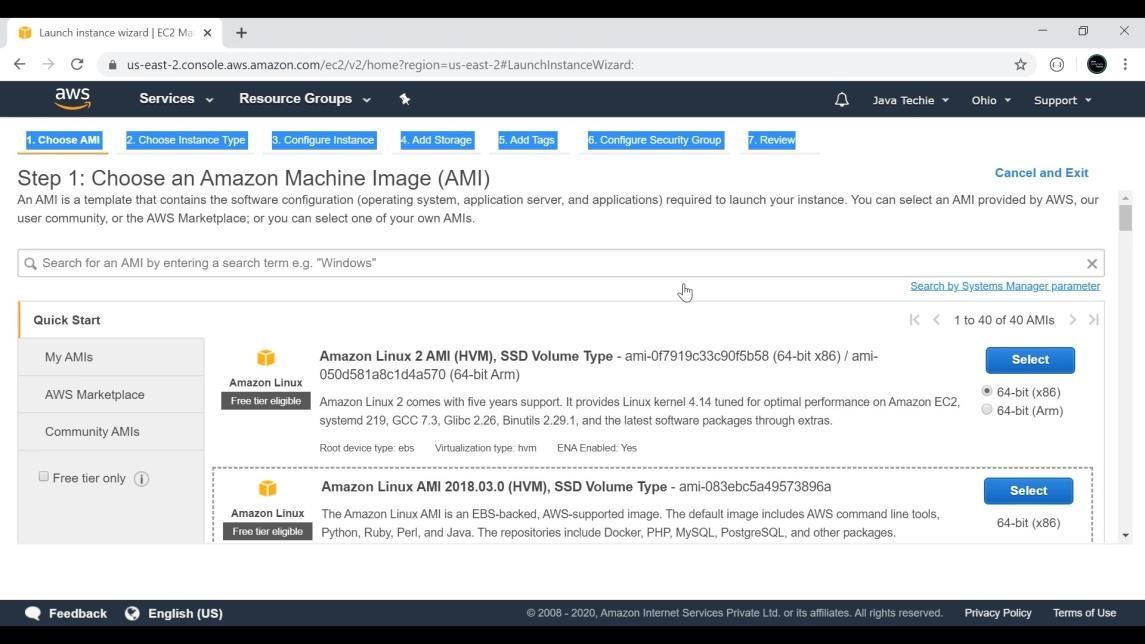 Launch instance wizard | EC2 Ma
us-east-2.console.aws.amazon.com/ec2/v2/home?region=us-east-2#LaunchInstanceWizard:
aws Services Resource Groups Java Techie Ohio Support
1. Choose AMI 2. Choose Instance Type 3. Configure Instance 4. Add Storage 5. Add Tags 6. Configure Security Group 7. Review
Step 1: Choose an Amazon Machine Image (AMI) Cancel and Exit
An AMI is a template that contains the software configuration (operating system, application server, and applications) required to launch your instance. You can select an AMI provided by AWS, our
user community, or the AWS Marketplace; or you can select one of your own AMIs.
Search for an AMI by entering a search term e.g. "Windows"
Search by Systems Manager parameter
Quick Start
1 to 40 of 40 AMIs
My AMIs
AWS Marketplace
Community AMIs
Free tier only
Amazon Linux
Free tier eligible
Amazon Linux 2 AMI (HVM), SSD Volume Type - ami-0f7919c33c90f5b58 (64-bit x86) / ami-
050d581a8c1d4a570 (64-bit Arm)
Amazon Linux 2 comes with five years support. It provides Linux kernel 4.14 tuned for optimal performance on Amazon EC2,
systemd 219, GCC 7.3, Glibc 2.26, Binutils 2.29.1, and the latest software packages through extras.
Root device type: ebs Virtualization type: hvm ENA Enabled: Yes
Select
64-bit (x86)
64-bit (Arm)
Amazon Linux
Free tier eligible
Amazon Linux AMI 2018.03.0 (HVM), SSD Volume Type - ami-083ebc5a49573896a
The Amazon Linux AMI is an EBS-backed, AWS-supported image. The default image includes AWS command line tools,
Python, Ruby, Perl, and Java. The repositories include Docker, PHP, MySQL, PostgreSQL, and other packages.
Select
64-bit (x86)
Feedback English (US) © 2008 - 2020, Amazon Internet Services Private Ltd. or its affiliates. All rights reserved. Privacy Policy Terms of Use